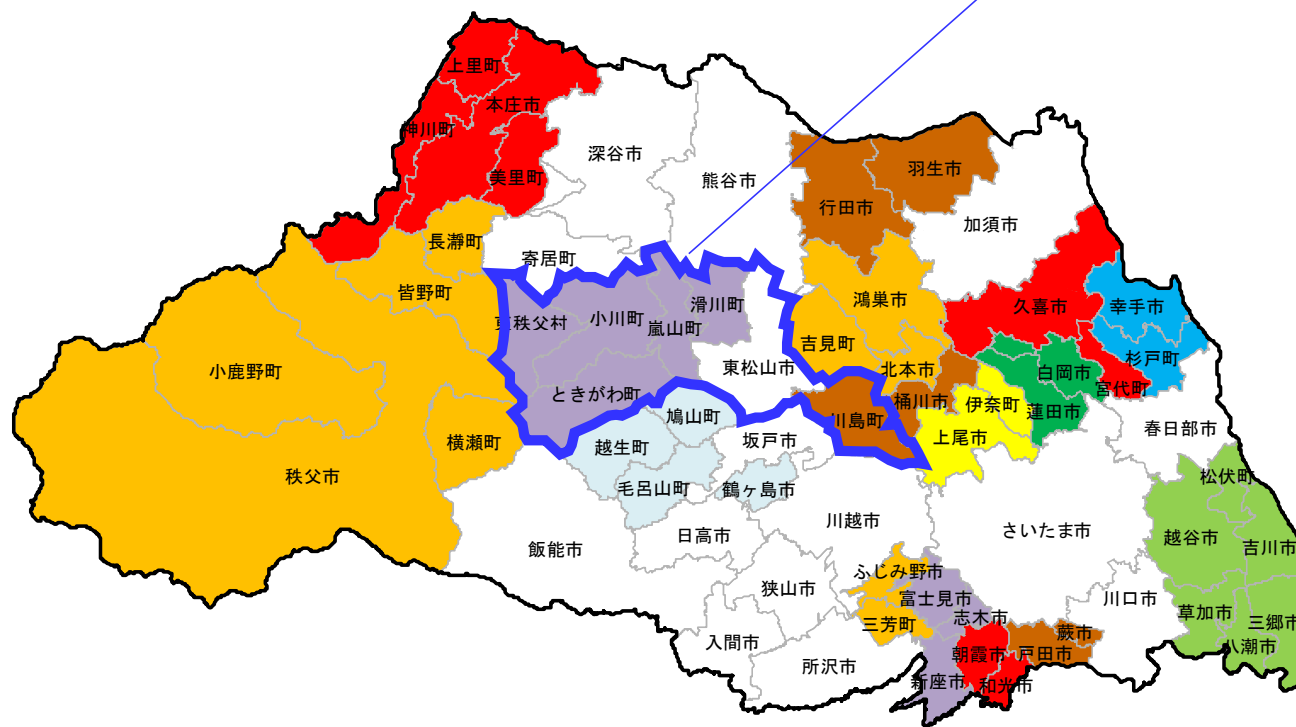 上里町
本庄市
神川町
美里町
深谷市
熊谷市
行田市
羽生市
加須市
長瀞町
寄居町
皆野町
滑川町
鴻巣市
久喜市
幸手市
東秩父村
小川町
嵐山町
吉見町
東松山市
北本市
白岡市
杉戸町
宮代町
小鹿野町
ときがわ町
桶川市
伊奈町
蓮田市
川島町
鳩山町
横瀬町
越生町
坂戸市
上尾市
春日部市
秩父市
毛呂山町
鶴ヶ島市
松伏町
飯能市
日高市
川越市
さいたま市
越谷市
吉川市
ふじみ野市
狭山市
富士見市
川口市
三芳町
志木市
草加市
三郷市
入間市
所沢市
朝霞市
戸田市
蕨市
八潮市
新座市
和光市